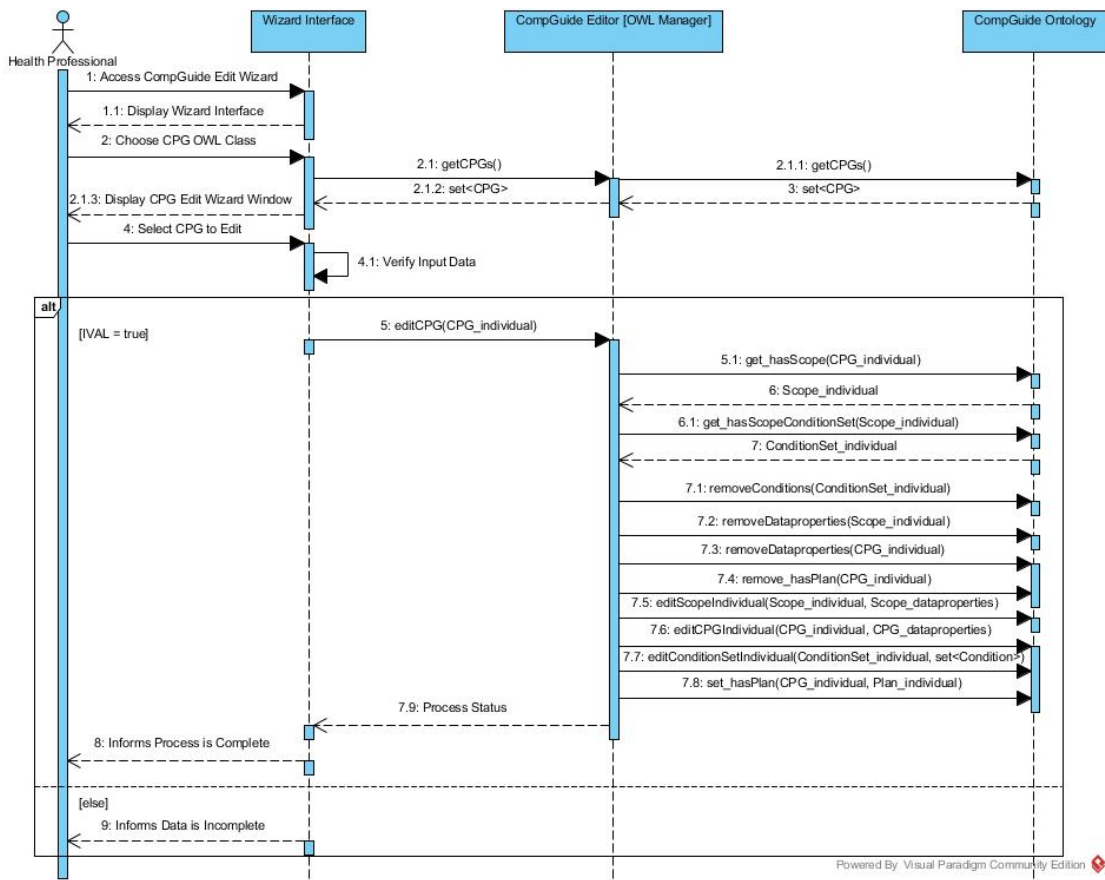 Wizard Interface
CompGuide Editor [OWL Manager]
CompGuide Ontology
Health Professional
1: Access CompGuide Edit Wizard
1.1: Display Wizard Interface
2: Choose CPG OWL Class
2.1: getCPGs()
2.1.1: getCPGs()
2.1.2: set<CPG>
3: set<CPG>
2.1.3: Display CPG Edit Wizard Window
4: Select CPG to Edit
4.1: Verify Input Data
alt
[IVAL = true]
5: editCPG(CPG_individual)
5.1: get_hasScope(CPG_individual)
6: Scope_individual
6.1: get_hasScopeConditionSet(Scope_individual)
7: ConditionSet_individual
7.1: removeConditions(ConditionSet_individual)
7.2: removeDataproperties(Scope_individual)
7.3: removeDataproperties(CPG_individual)
7.4: remove_hasPlan(CPG_individual)
7.5: editScopeIndividual(Scope_individual, Scope_dataproperties)
7.6: editCPGIndividual(CPG_individual, CPG_dataproperties)
7.7: editConditionSetIndividual(ConditionSet_individual, set<Condition>)
7.8: set_hasPlan(CPG_individual, Plan_individual)
7.9: Process Status
8: Informs Process is Complete
[else]
9: Informs Data is Incomplete
Powered By Visual Paradigm Community Edition